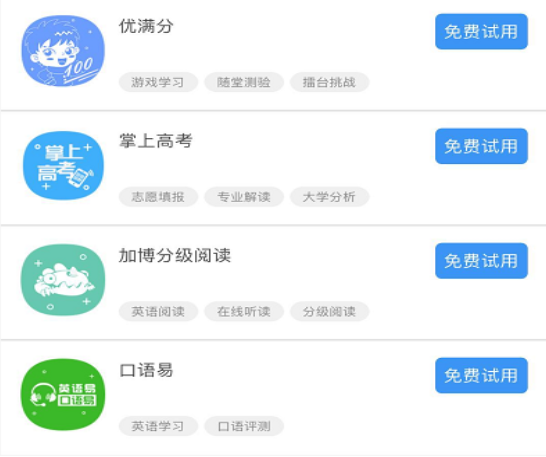 优满分
免费试用
100
游戏学习 随堂测验 擂台挑战
掌上高考
免费试用
掌上
高考
志愿填报 专业解读 大学分析
加博分级阅读
免费试用
英语阅读 在线听读 分级阅读
口语易
免费试用
英语易
口语易
英语学习 口语评测